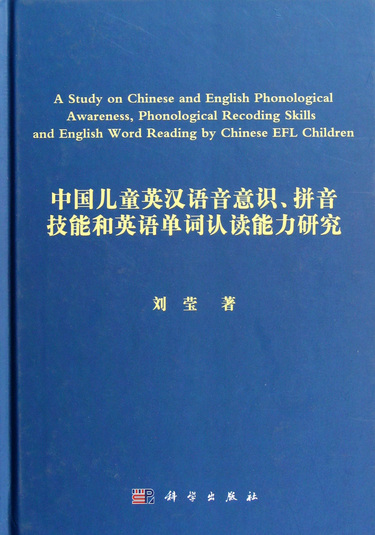 A Study on Chinese and English Phonological
Awareness, Phonological Recoding Skills
and English Word Reading by Chinese EFL Children
中国儿童英汉语音意识、拼音
技能和英语单词认读能力研究
刘莹 著
科学出版社